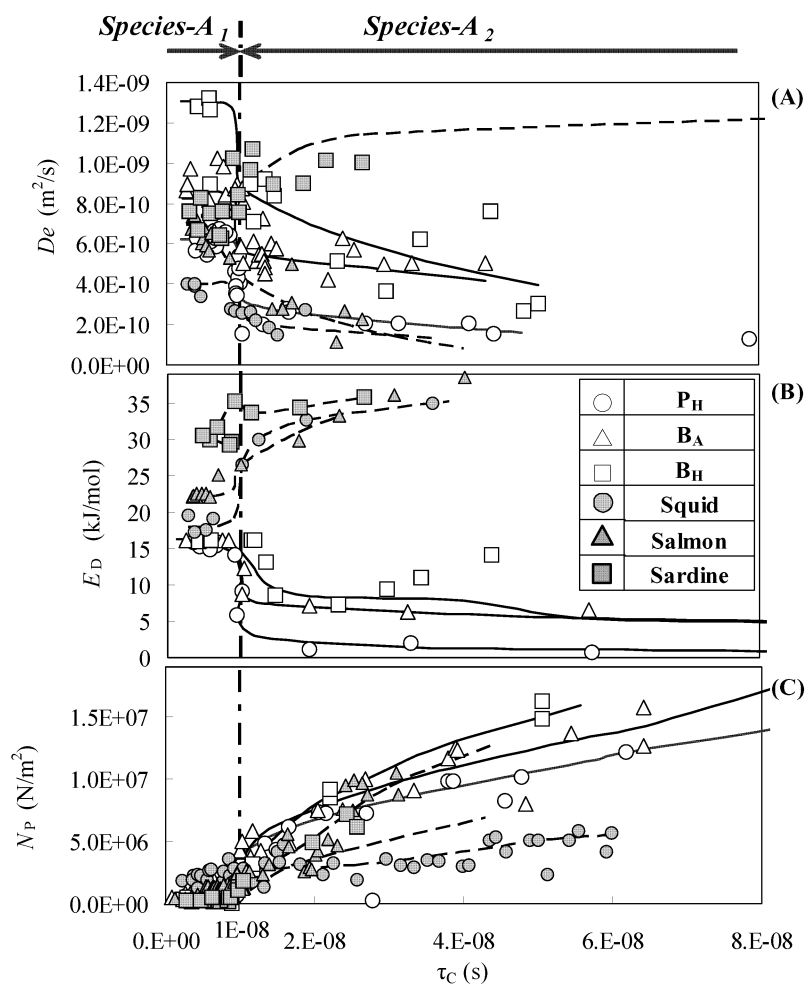 Species-A1 Species-A2
(A)
De (m2/s)
1.4E-09
1.2E-09
1.0E-09
8.0E-10
6.0E-10
4.0E-10
2.0E-10
0.0E+00
(B)
ED (kJ/mol)
35
30
25
20
15
10
5
0
PH
BA
BH
Squid
Salmon
Sardine
(C)
NP (N/m2)
1.5E+07
1.0E+07
5.0E+06
0.0E+00
0.E+00 1E-08 2.E-08 4.E-08 6.E-08 8.E-08
τC (s)